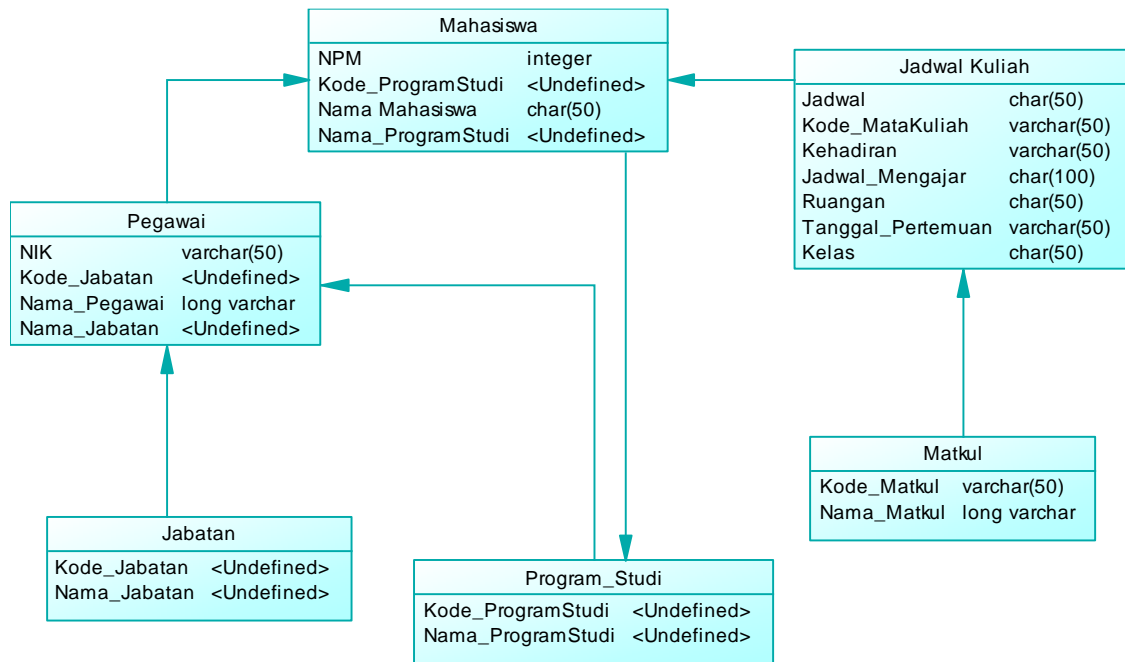 Mahasiswa
NPM integer
Kode_ProgramStudi <Undefined>
Nama Mahasiswa char(50)
Nama_ProgramStudi <Undefined>
Jadwal Kuliah
Jadwal char(50)
Kode_MataKuliah varchar(50)
Kehadiran varchar(50)
Jadwal_Mengajar char(100)
Ruangan char(50)
Tanggal_Pertemuan varchar(50)
Kelas char(50)
Pegawai
NIK varchar(50)
Kode_Jabatan <Undefined>
Nama_Pegawai long varchar
Nama_Jabatan <Undefined>
Matkul
Kode_Matkul varchar(50)
Nama_Matkul long varchar
Jabatan
Kode_Jabatan <Undefined>
Nama_Jabatan <Undefined>
Program_Studi
Kode_ProgramStudi <Undefined>
Nama_ProgramStudi <Undefined>